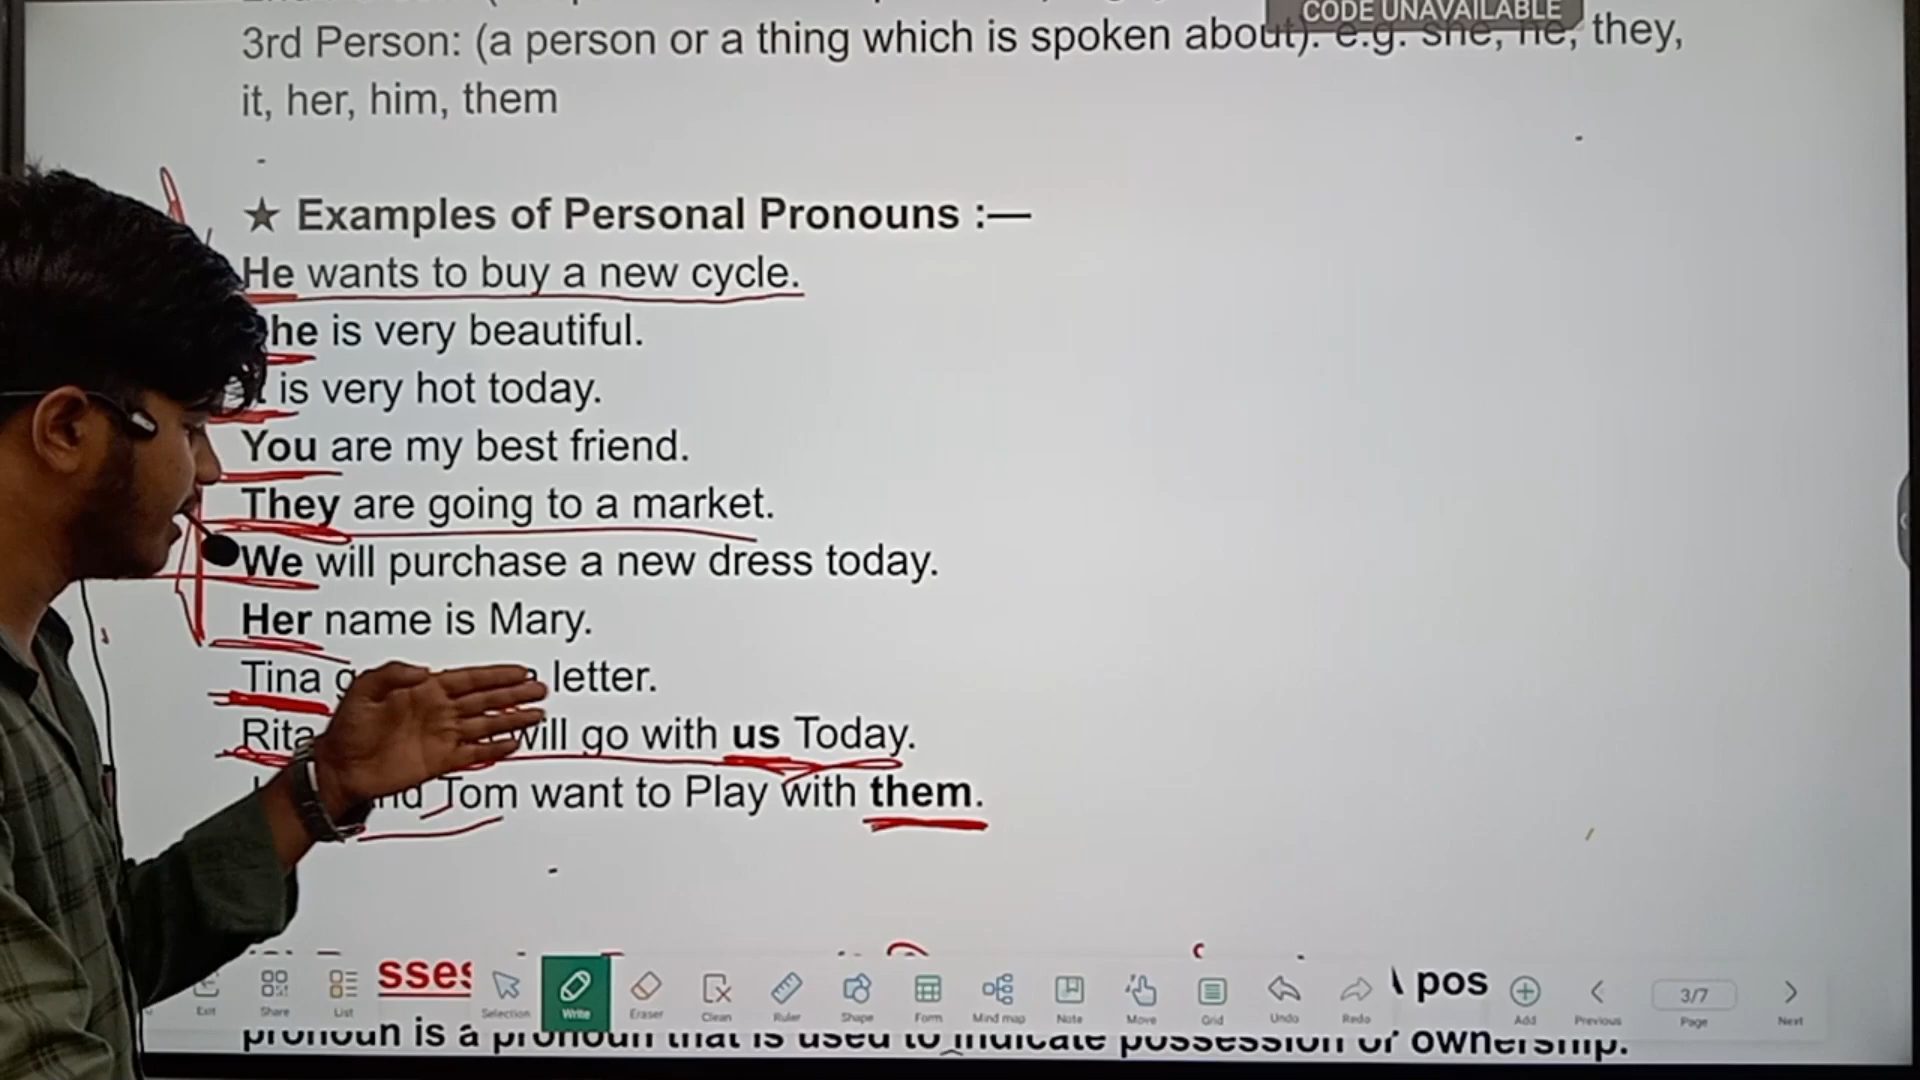 CODE UNAVAILABLE
3rd Person: (a person or a thing which is spoken about). e.g. she, he, they,
it, her, him, them
★ Examples of Personal Pronouns :—
He wants to buy a new cycle.
he is very beautiful.
is very hot today.
You are my best friend.
They are going to a market.
We will purchase a new dress today.
Her name is Mary.
Tina letter.
Rita will go with us Today.
Tom want to Play with them.
sses pos
Exit Share List Selection Write Eraser Clean Ruler Shape Form Mind map Note Move Grid Undo Redo Add Previous 3/7 Page Next
pronoun is a pronoun that is used to indicate possession or ownership.